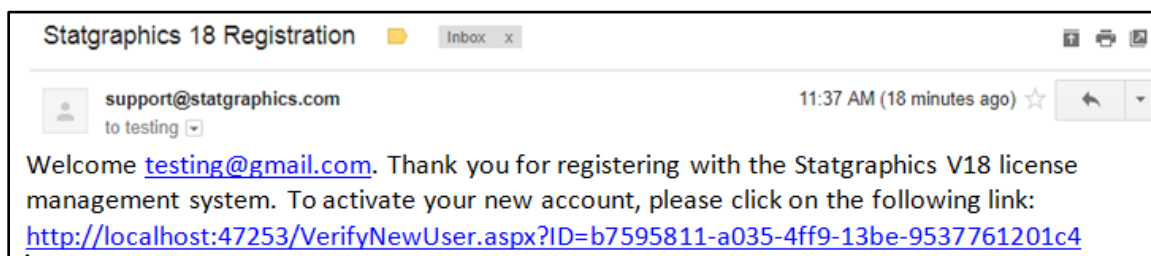 Statgraphics 18 Registration Inbox x
support@statgraphics.com 11:37 AM (18 minutes ago)
to testing
Welcome testing@gmail.com. Thank you for registering with the Statgraphics V18 license
management system. To activate your new account, please click on the following link:
http://localhost:47253/VerifyNewUser.aspx?ID=b7595811-a035-4ff9-13be-9537761201c4